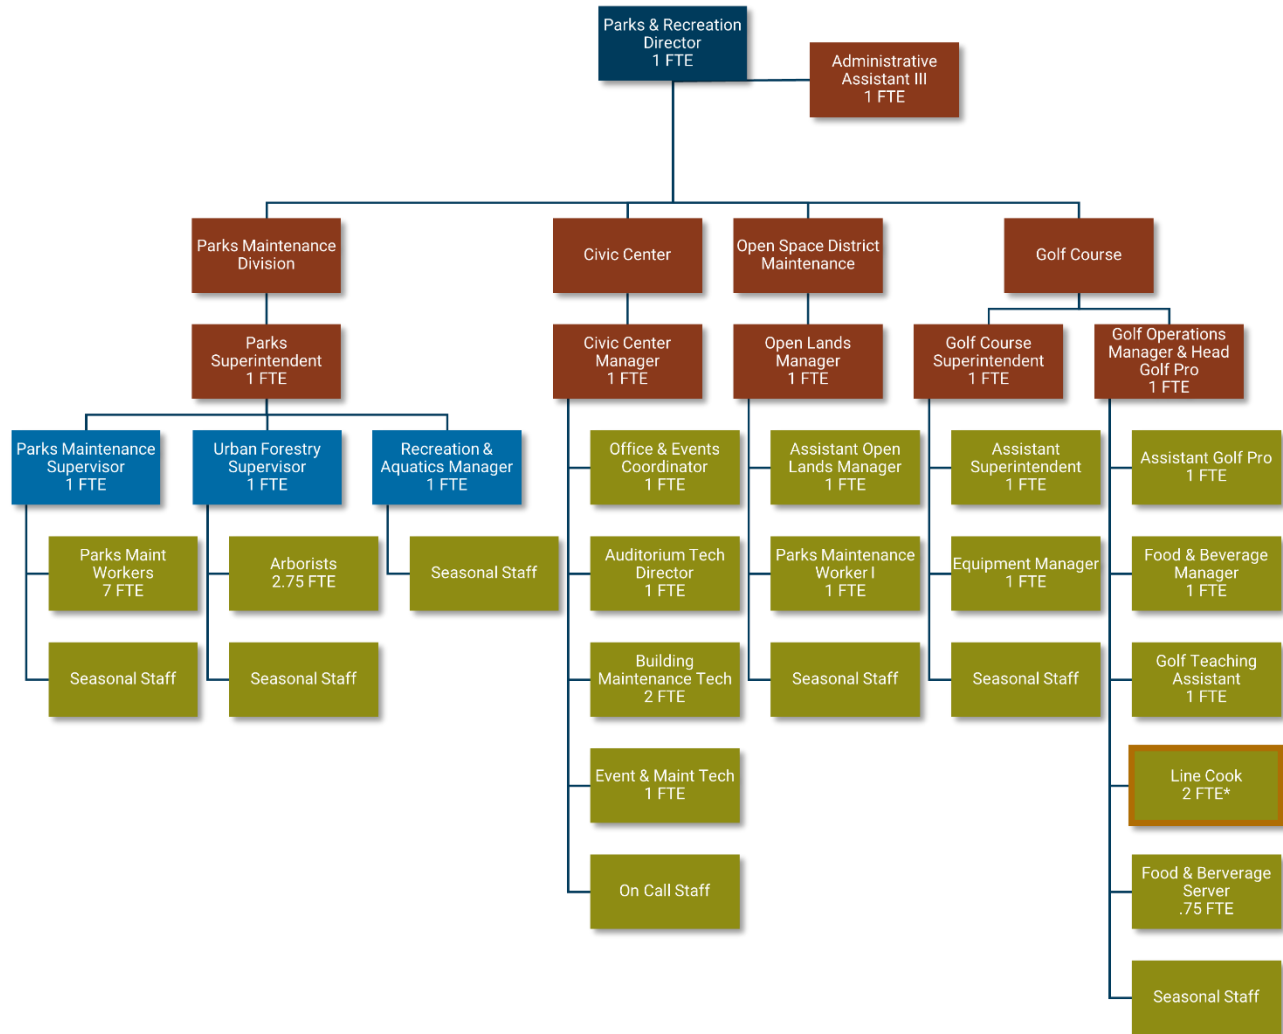 Parks & Recreation
Director
1 FTE
Administrative
Assistant III
1 FTE
Parks Maintenance
Division
Civic Center
Open Space District
Maintenance
Golf Course
Parks
Superintendent
1 FTE
Civic Center
Manager
1 FTE
Open Lands
Manager
1 FTE
Golf Course
Superintendent
1 FTE
Golf Operations
Manager & Head
Golf Pro
1 FTE
Parks Maintenance
Supervisor
1 FTE
Urban Forestry
Supervisor
1 FTE
Recreation &
Aquatics Manager
1 FTE
Office & Events
Coordinator
1 FTE
Assistant Open
Lands Manager
1 FTE
Assistant
Superintendent
1 FTE
Assistant Golf Pro
1 FTE
Parks Maint
Workers
7 FTE
Arborists
2.75 FTE
Seasonal Staff
Auditorium Tech
Director
1 FTE
Parks Maintenance
Worker I
1 FTE
Equipment Manager
1 FTE
Food & Beverage
Manager
1 FTE
Seasonal Staff
Seasonal Staff
Building
Maintenance Tech
2 FTE
Seasonal Staff
Seasonal Staff
Golf Teaching
Assistant
1 FTE
Event & Maint Tech
1 FTE
Line Cook
2 FTE*
On Call Staff
Food & Berverage
Server
.75 FTE
Seasonal Staff